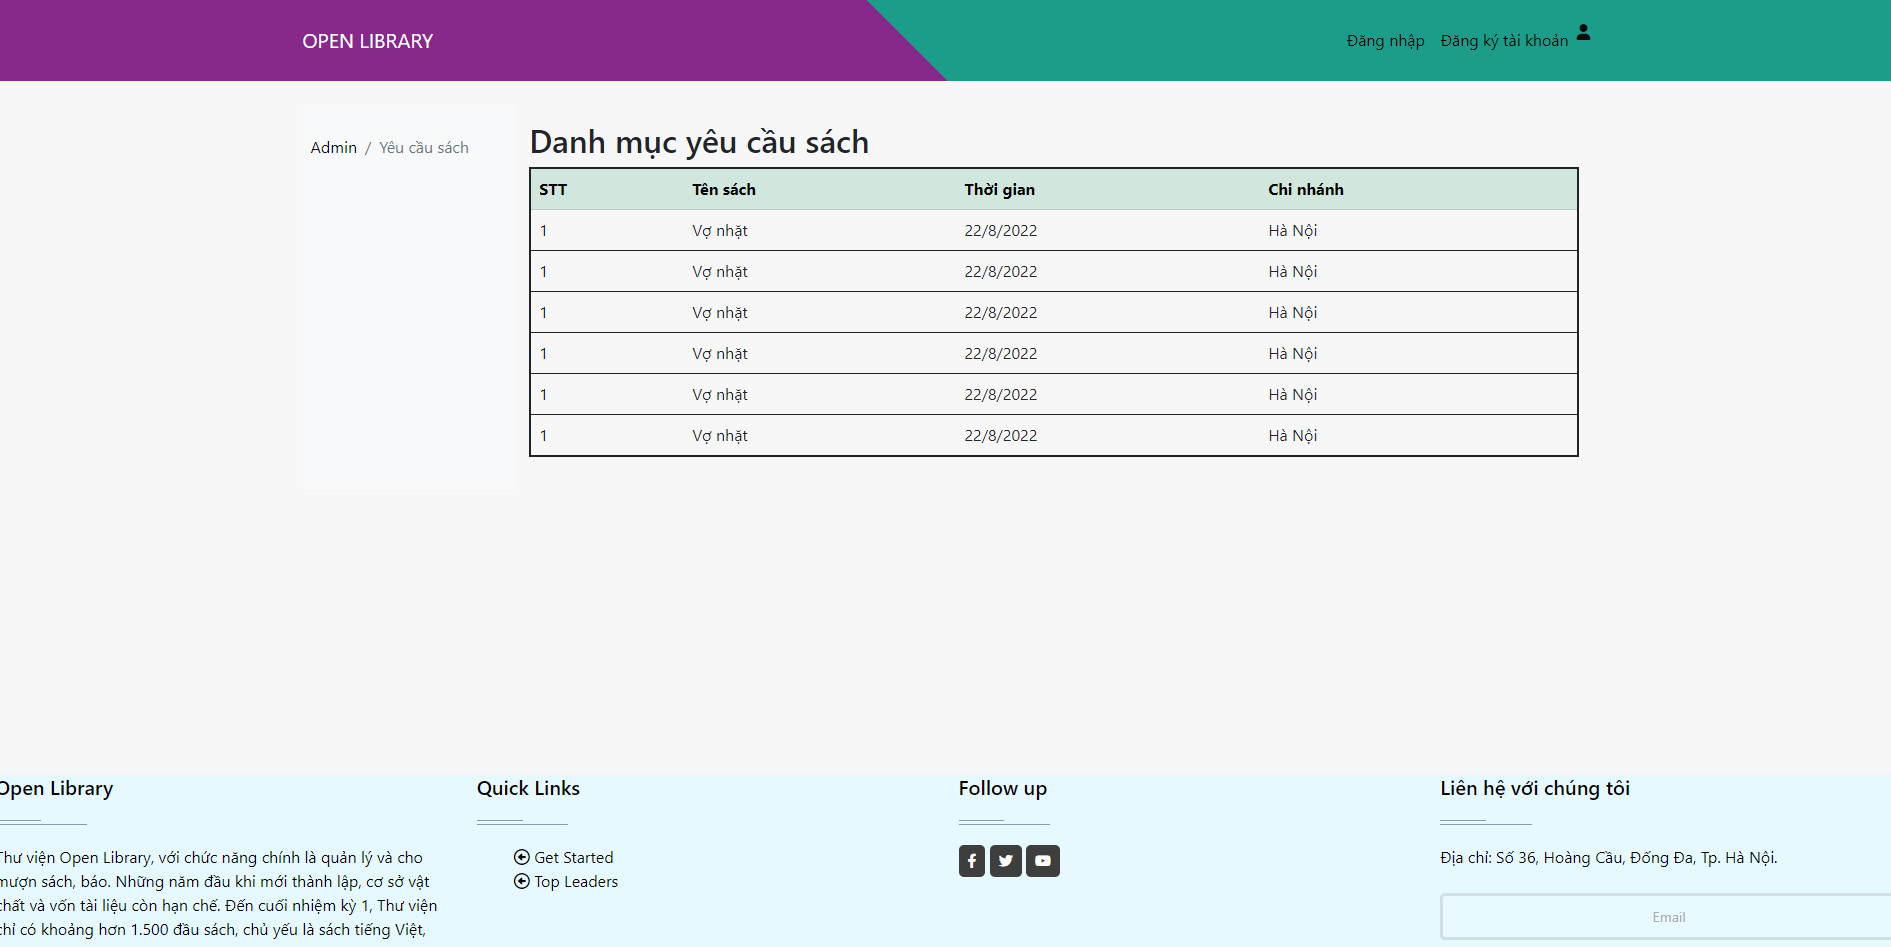 OPEN LIBRARY
Đăng nhập Đăng ký tài khoản
Admin / Yêu cầu sách
Danh mục yêu cầu sách
STT Tên sách Thời gian Chi nhánh
1 Vợ nhặt 22/8/2022 Hà Nội
1 Vợ nhặt 22/8/2022 Hà Nội
1 Vợ nhặt 22/8/2022 Hà Nội
1 Vợ nhặt 22/8/2022 Hà Nội
1 Vợ nhặt 22/8/2022 Hà Nội
1 Vợ nhặt 22/8/2022 Hà Nội
Open Library
Thư viện Open Library, với chức năng chính là quản lý và cho
mượn sách, báo. Những năm đầu khi mới thành lập, cơ sở vật
chất và vốn tài liệu còn hạn chế. Đến cuối nhiệm kỳ 1, Thư viện
chỉ có khoảng hơn 1.500 đầu sách, chủ yếu là sách tiếng Việt,
Quick Links
Get Started
Top Leaders
Follow up
Liên hệ với chúng tôi
Địa chỉ: Số 36, Hoàng Cầu, Đống Đa, Tp. Hà Nội.
Email